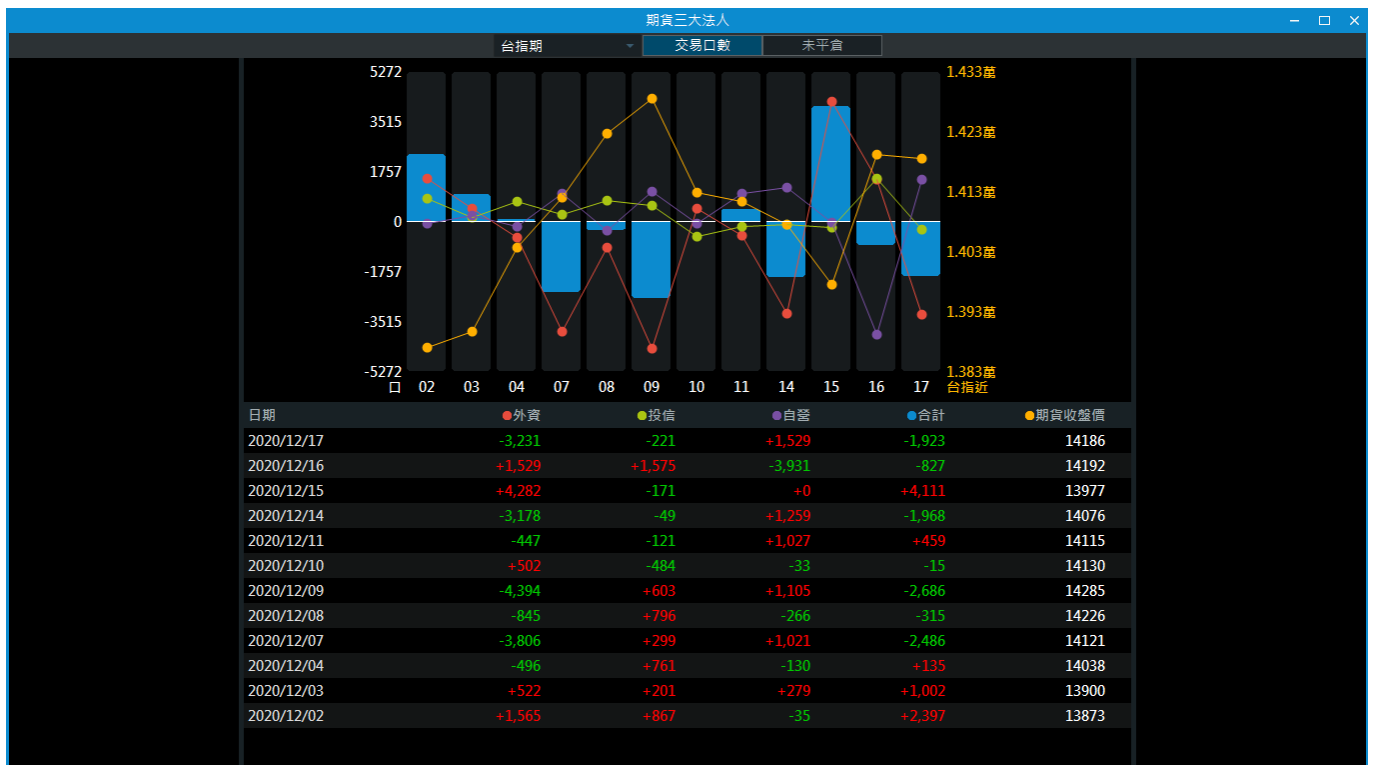 期貨三大法人
台指期 交易口數 未平倉
5272 1.433萬
3515 1.423萬
1757 1.413萬
0
1.403萬
-1757
-3515 1.393萬
-5272 1.383萬
口 02 03 04 07 08 09 10 11 14 15 16 17 台指近
日期 外資 投信 自營 合計 期貨收盤價
2020/12/17 -3,231 -221 +1,529 -1,923 14186
2020/12/16 +1,529 +1,575 -3,931 -827 14192
2020/12/15 +4,282 -171 +0 +4,111 13977
2020/12/14 -3,178 -49 +1,259 -1,968 14076
2020/12/11 -447 -121 +1,027 +459 14115
2020/12/10 +502 -484 -33 -15 14130
2020/12/09 -4,394 +603 +1,105 -2,686 14285
2020/12/08 -845 +796 -266 -315 14226
2020/12/07 -3,806 +299 +1,021 -2,486 14121
2020/12/04 -496 +761 -130 +135 14038
2020/12/03 +522 +201 +279 +1,002 13900
2020/12/02 +1,565 +867 -35 +2,397 13873